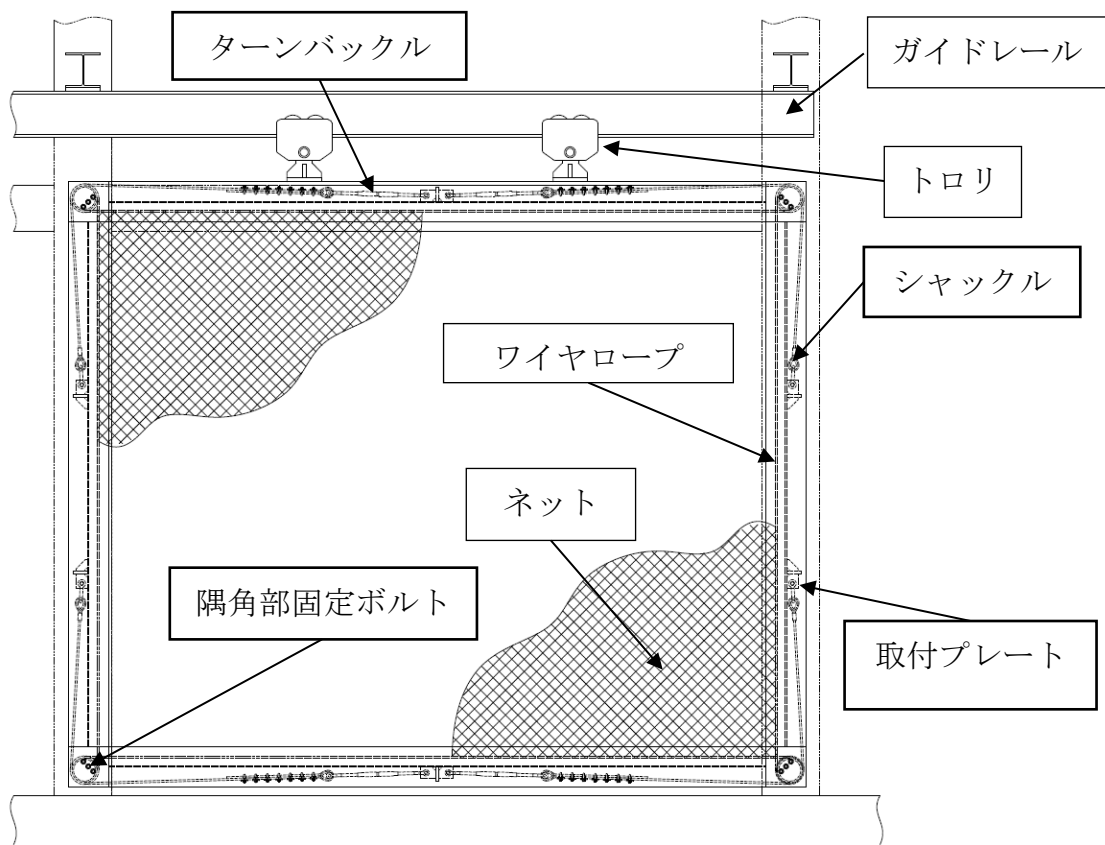 ターンバックル
ガイドレール
トロリ
シャックル
ワイヤロープ
ネット
隅角部固定ボルト
取付プレート